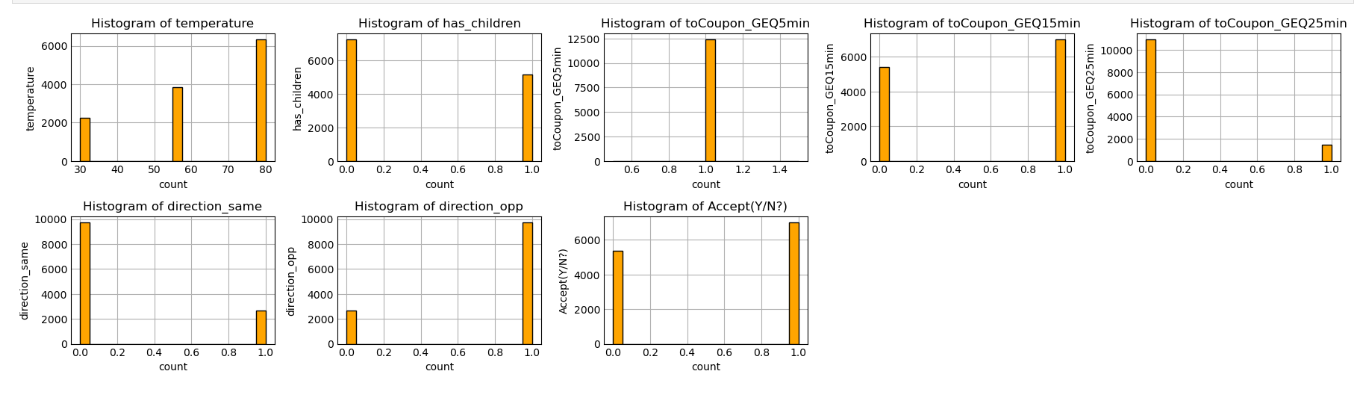 Histogram of temperature
temperature
6000
4000
2000
0
30 40 50 60 70 80
count
Histogram of has_children
has_children
6000
4000
2000
0
0.0 0.2 0.4 0.6 0.8 1.0
count
Histogram of toCoupon_GEQ5min
toCoupon_GEQ5min
12500
10000
7500
5000
2500
0
0.6 0.8 1.0 1.2 1.4
count
Histogram of toCoupon_GEQ15min
toCoupon_GEQ15min
6000
4000
2000
0
0.0 0.2 0.4 0.6 0.8 1.0
count
Histogram of toCoupon_GEQ25min
toCoupon_GEQ25min
10000
8000
6000
4000
2000
0
0.0 0.2 0.4 0.6 0.8 1.0
count
Histogram of direction_same
direction_same
10000
8000
6000
4000
2000
0
0.0 0.2 0.4 0.6 0.8 1.0
count
Histogram of direction_opp
direction_opp
10000
8000
6000
4000
2000
0
0.0 0.2 0.4 0.6 0.8 1.0
count
Histogram of Accept(Y/N?)
Accept(Y/N?)
6000
4000
2000
0
0.0 0.2 0.4 0.6 0.8 1.0
count